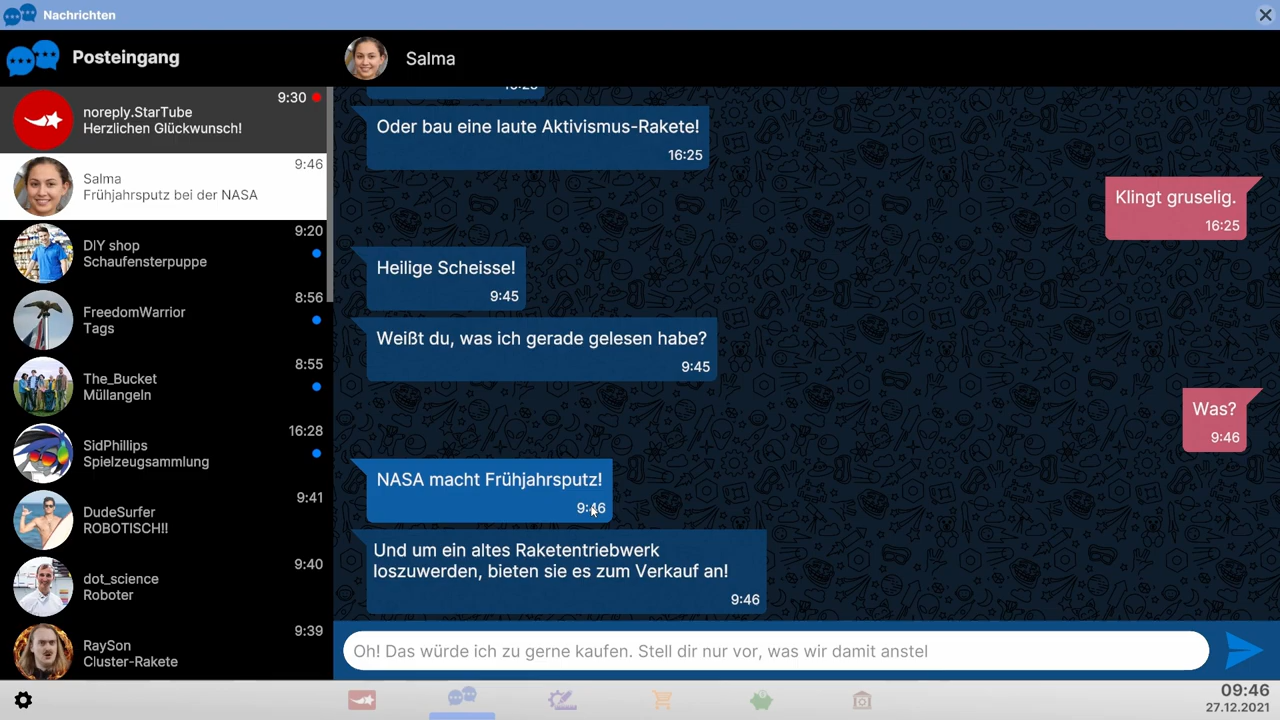 Nachrichten
Posteingang
9:30
noreply.StarTube
Herzlichen Glückwunsch!
9:46
Salma
Frühjahrsputz bei der NASA
9:20
DIY shop
Schaufensterpuppe
8:56
FreedomWarrior
Tags
8:55
The_Bucket
Müllangeln
16:28
SidPhillips
Spielzeugsammlung
9:41
DudeSurfer
ROBOTISCH!!
9:40
dot_science
Roboter
9:39
RaySon
Cluster-Rakete
Salma
Oder bau eine laute Aktivismus-Rakete!
16:25
Klingt gruselig.
16:25
Heilige Scheisse!
9:45
Weißt du, was ich gerade gelesen habe?
9:45
Was?
9:46
NASA macht Frühjahrsputz!
9:46
Und um ein altes Raketentriebwerk
loszuwerden, bieten sie es zum Verkauf an!
9:46
Oh! Das würde ich zu gerne kaufen. Stell dir nur vor, was wir damit anstel
09:46
27.12.2021